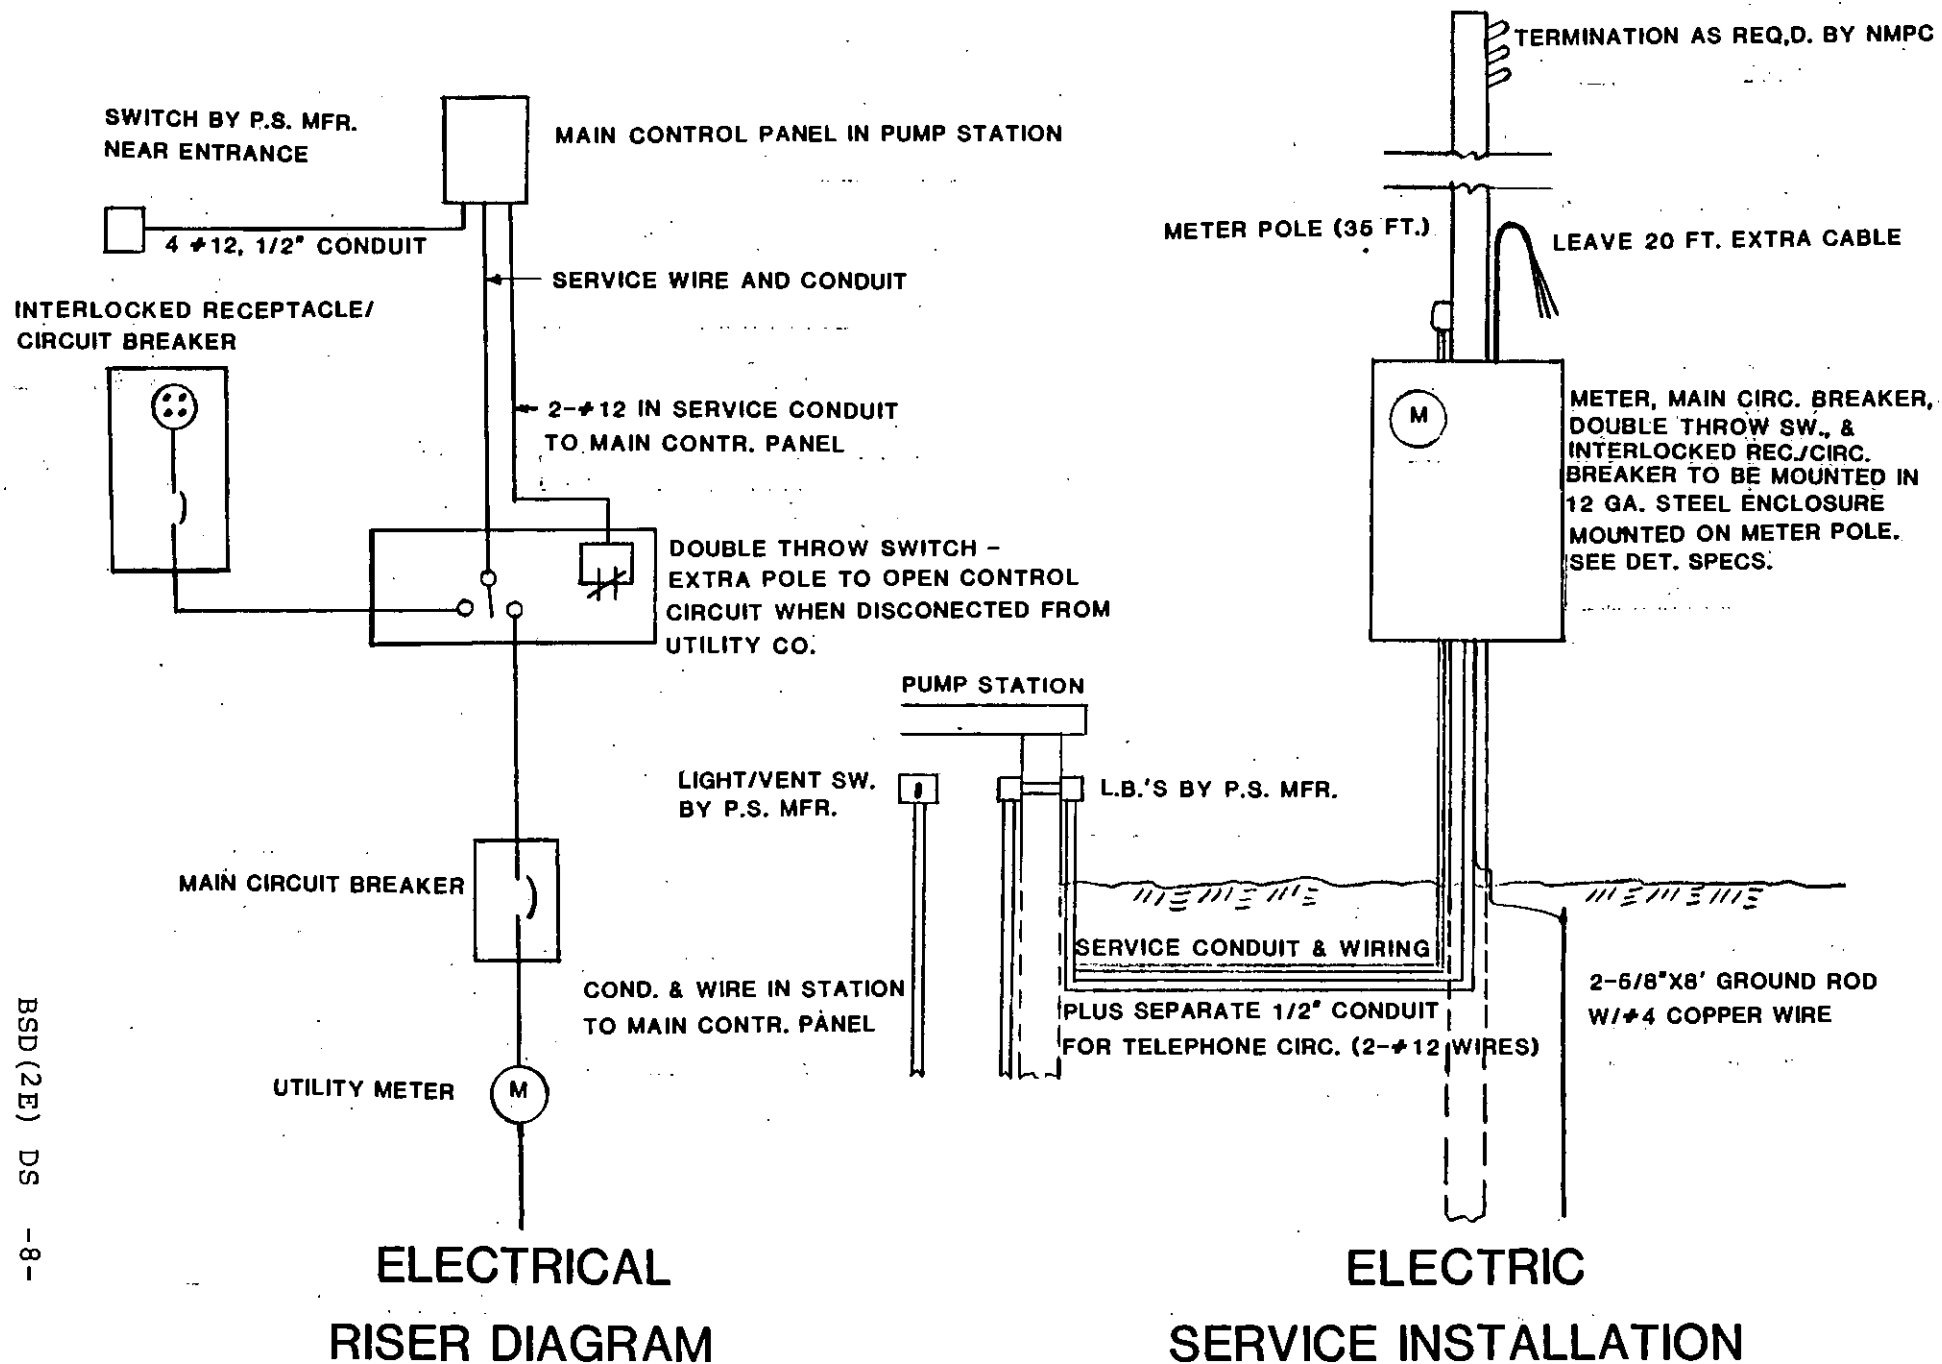 SWITCH BY P.S. MFR.
NEAR ENTRANCE
MAIN CONTROL PANEL IN PUMP STATION
4 #12, 1/2" CONDUIT
SERVICE WIRE AND CONDUIT
INTERLOCKED RECEPTACLE/
CIRCUIT BREAKER
2-#12 IN SERVICE CONDUIT
TO MAIN CONTR. PANEL
DOUBLE THROW SWITCH -
EXTRA POLE TO OPEN CONTROL
CIRCUIT WHEN DISCONECTED FROM
UTILITY CO.
MAIN CIRCUIT BREAKER
UTILITY METER
M
ELECTRICAL
RISER DIAGRAM
TERMINATION AS REQ,D. BY NMPC
METER POLE (35 FT.)
LEAVE 20 FT. EXTRA CABLE
M
METER, MAIN CIRC. BREAKER,
DOUBLE THROW SW., &
INTERLOCKED REC./CIRC.
BREAKER TO BE MOUNTED IN
12 GA. STEEL ENCLOSURE
MOUNTED ON METER POLE.
SEE DET. SPECS.
PUMP STATION
LIGHT/VENT SW.
BY P.S. MFR.
L.B.'S BY P.S. MFR.
SERVICE CONDUIT & WIRING
COND. & WIRE IN STATION
TO MAIN CONTR. PANEL
PLUS SEPARATE 1/2" CONDUIT
FOR TELEPHONE CIRC. (2-#12 WIRES)
2-5/8"X8' GROUND ROD
W/#4 COPPER WIRE
ELECTRIC
SERVICE INSTALLATION
BSD(2E) DS -8-